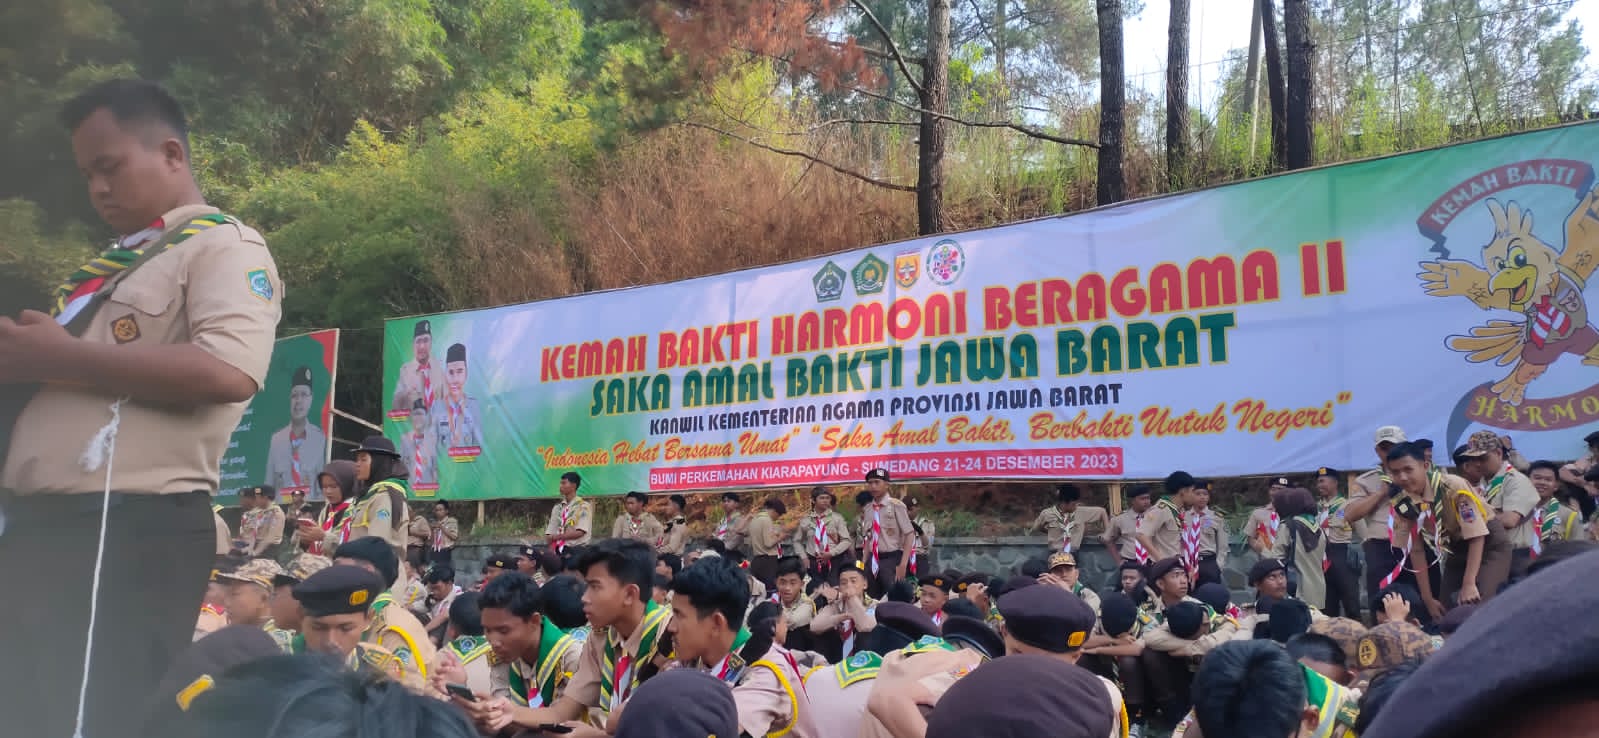 KEMAH BAKTI HARMONI BERAGAMA II
SAKA AMAL BAKTI JAWA BARAT
KANWIL KEMENTERIAN AGAMA PROVINSI JAWA BARAT
"Indonesia Hebat Bersama Umat" "Saka Amal Bakti, Berbakti Untuk Negeri"
BUMI PERKEMAHAN KIARAPAYUNG - SUMEDANG 21-24 DESEMBER 2023
KEMAH BAKTI